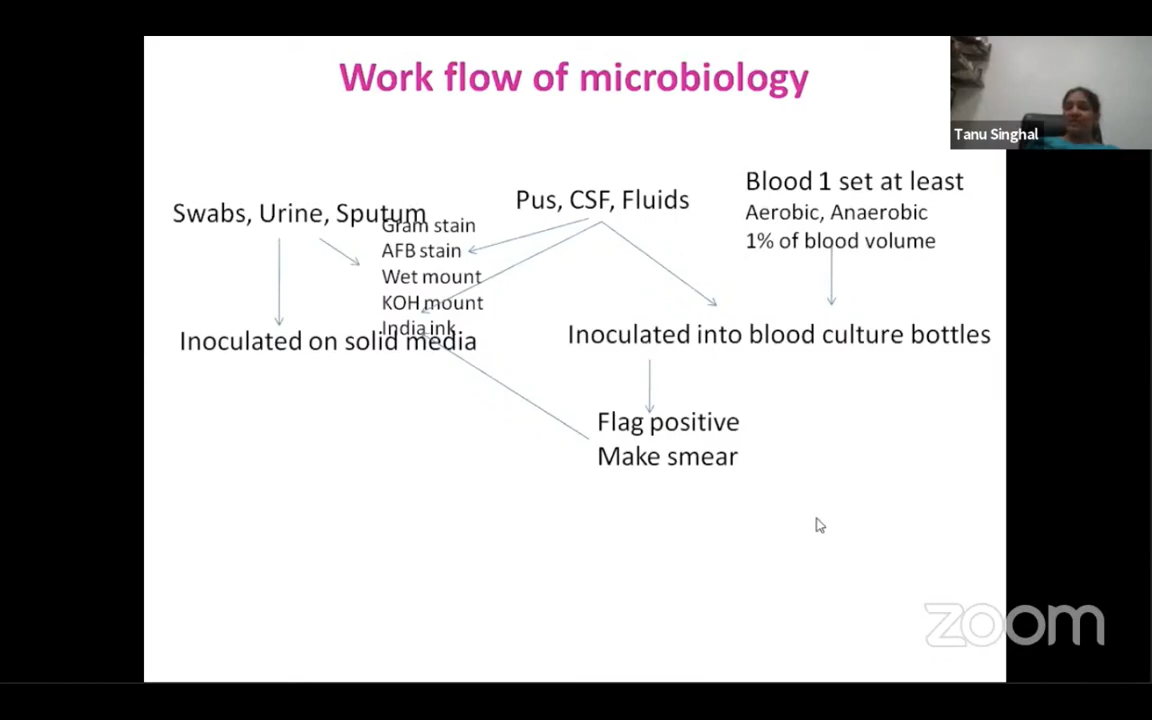 Work flow of microbiology
Tanu Singhal
Swabs, Urine, Sputum
Gram stain
AFB stain
Wet mount
KOH mount
India ink
Pus, CSF, Fluids
Blood 1 set at least
Aerobic, Anaerobic
1% of blood volume
Inoculated on solid media
Inoculated into blood culture bottles
Flag positive
Make smear
zoom